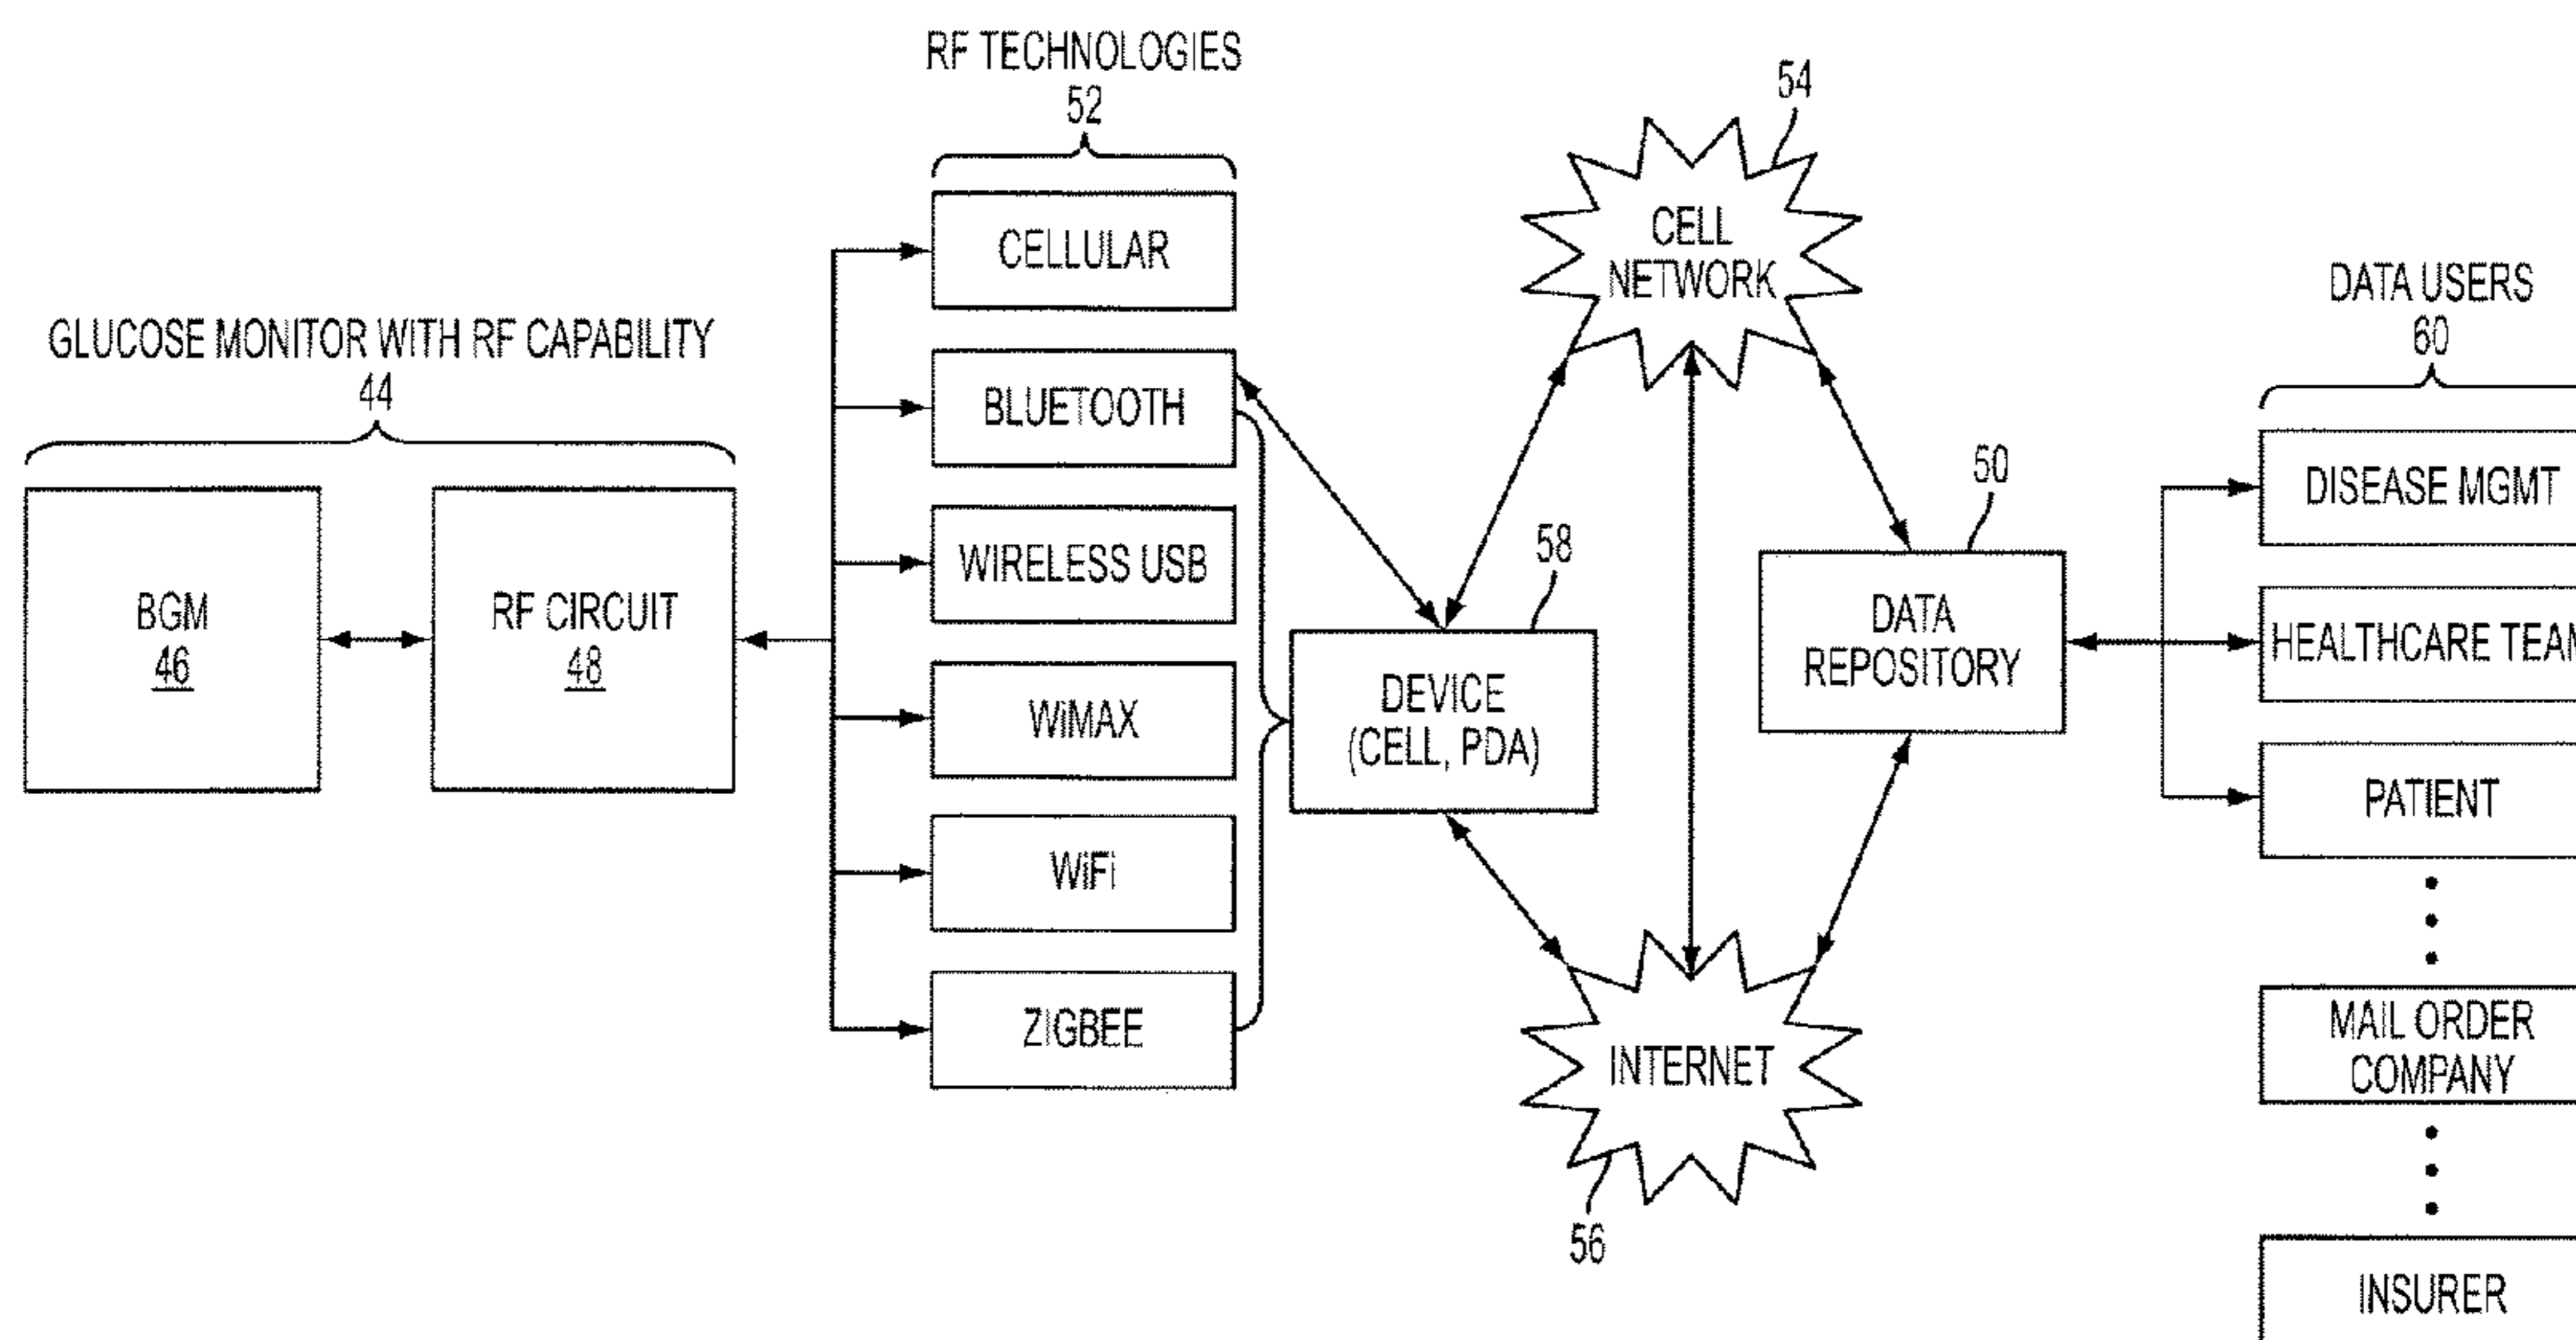 GLUCOSE MONITOR WITH RF CAPABILITY
44
BGM
46
RF CIRCUIT
48
RF TECHNOLOGIES
52
CELLULAR
BLUETOOTH
WIRELESS USB
WiMAX
WiFi
ZIGBEE
54
CELL
NETWORK
58
DEVICE
(CELL, PDA)
INTERNET
56
50
DATA
REPOSITORY
DATA USERS
60
DISEASE MGMT
HEALTHCARE TEAM
PATIENT
MAIL ORDER
COMPANY
INSURER